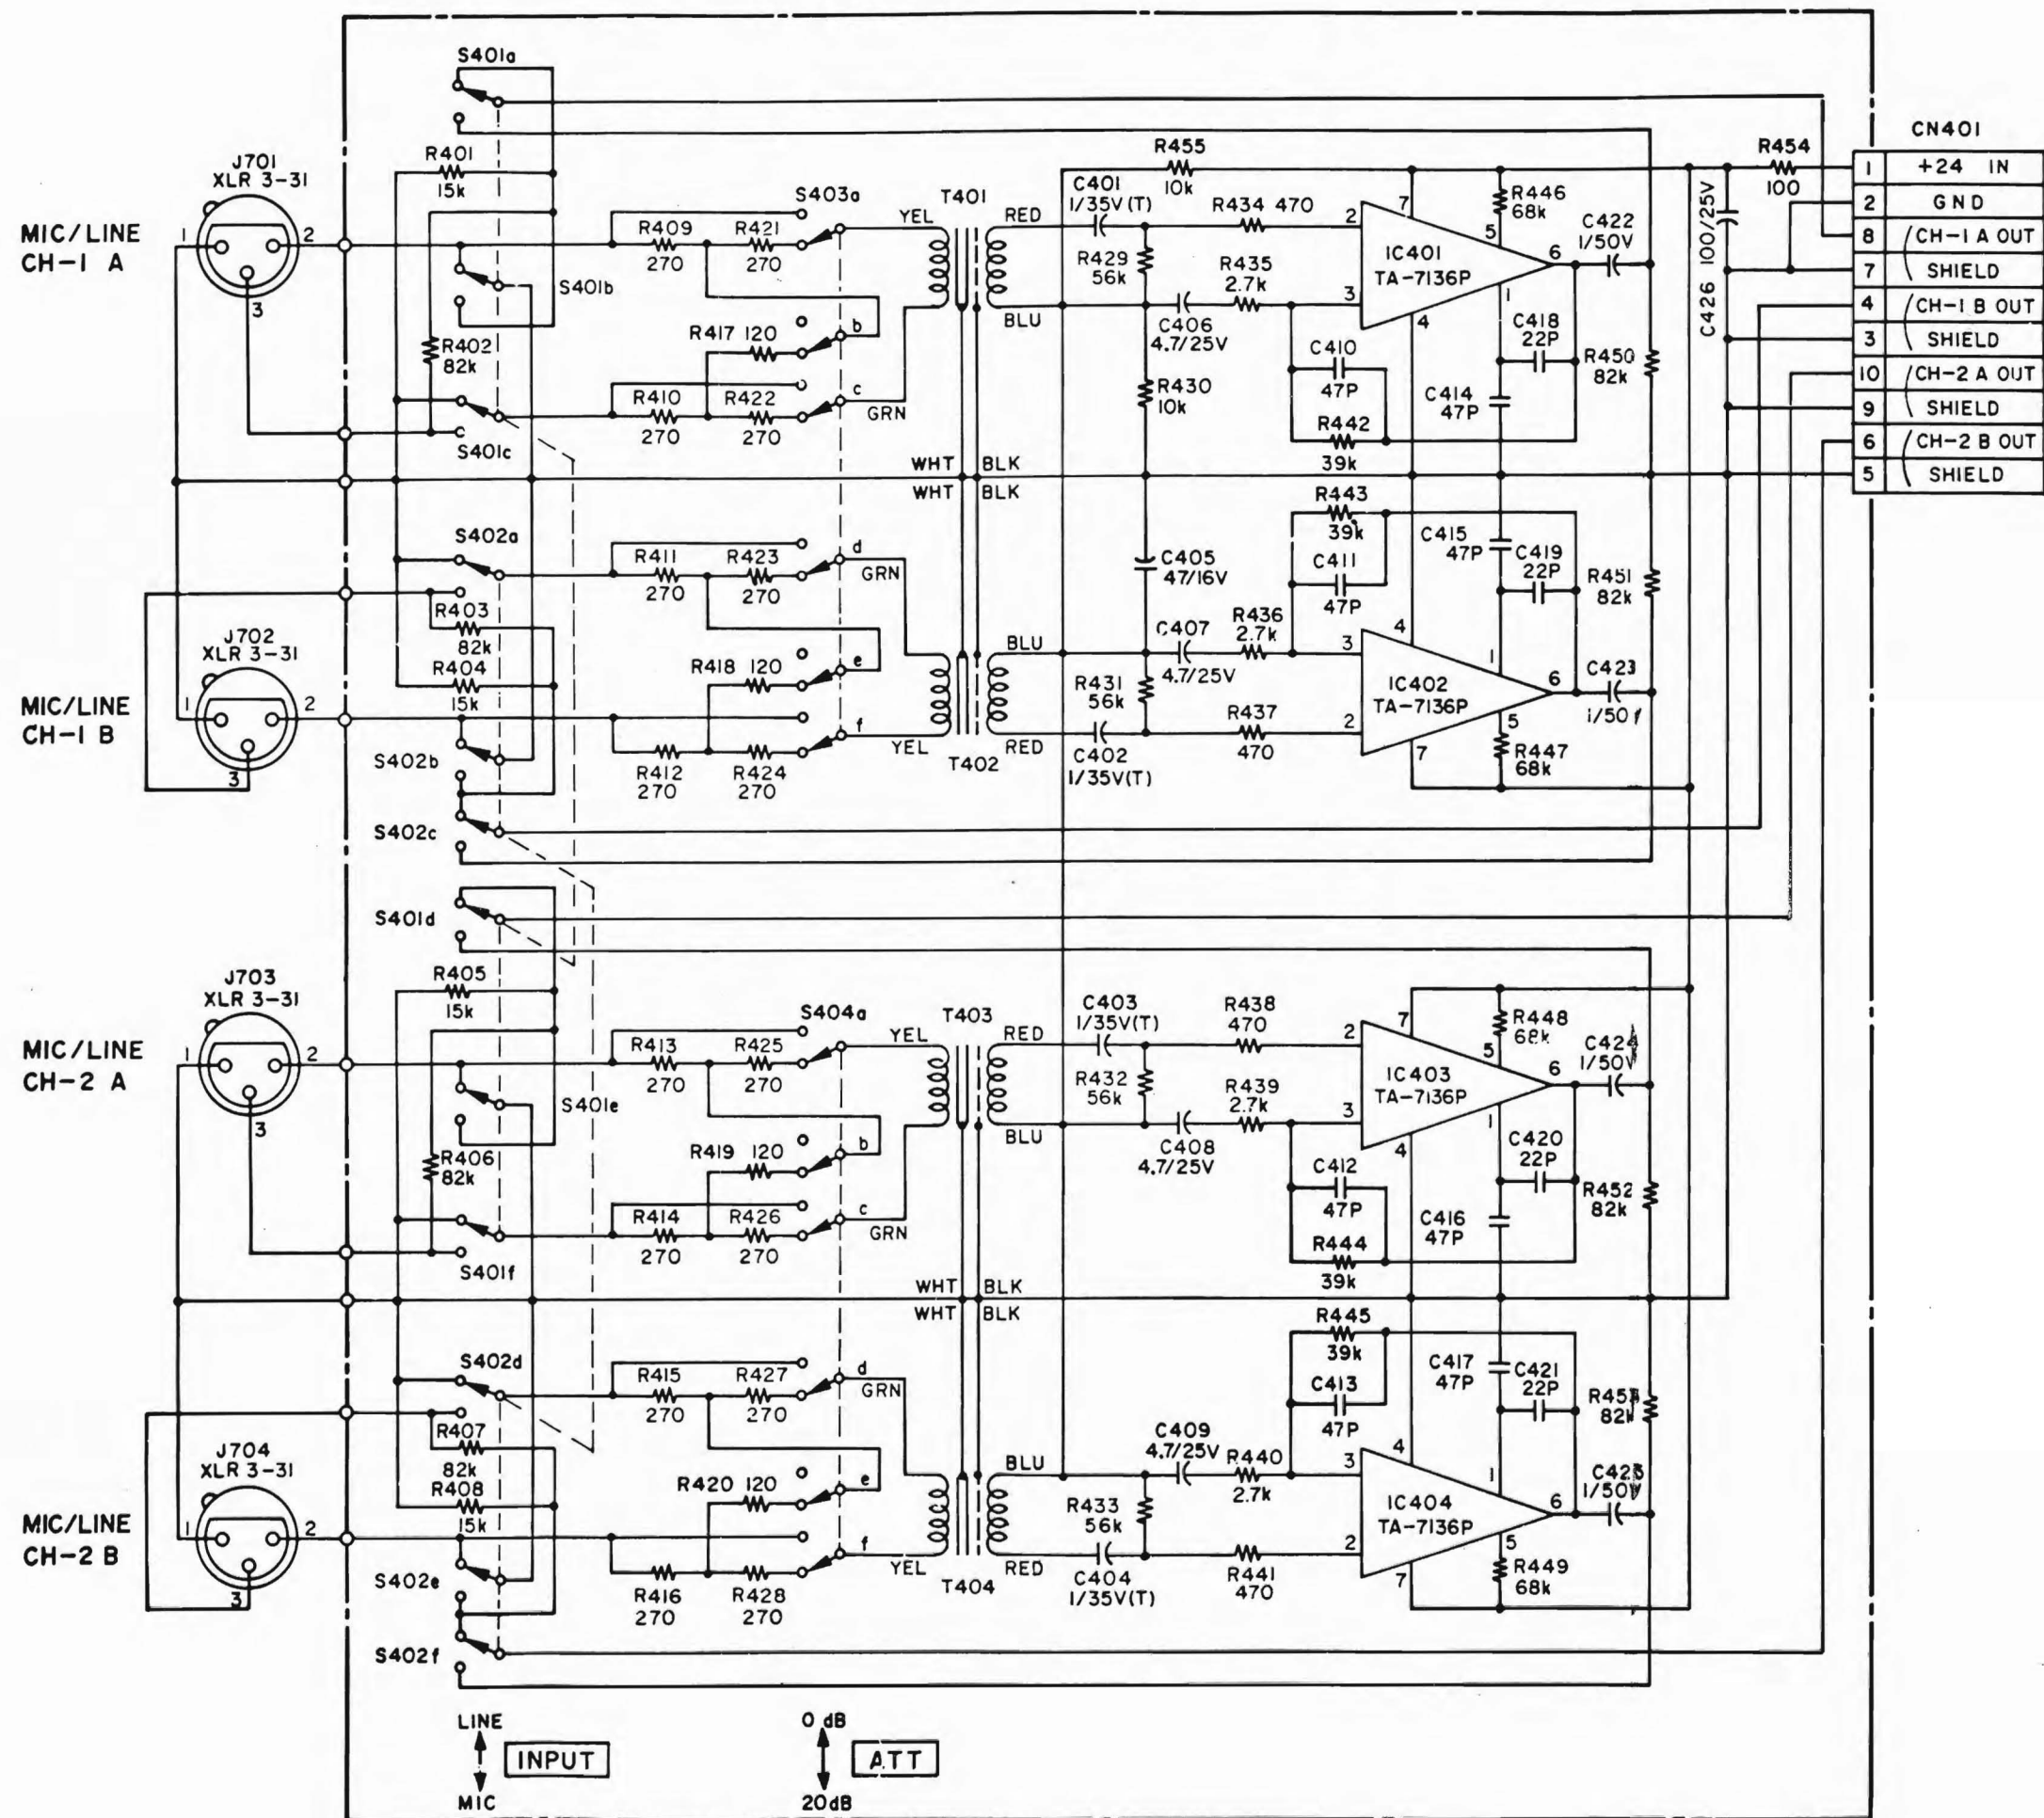 S401a
CN401
R401
15k
J701
XLR 3-31
MIC/LINE
CH-1 A
1
2
3
R402
82k
S401b
S401c
R409
270
R421
270
S403a
R417 120
b
R410
270
R422
270
c
GRN
YEL
T401
RED
BLU
R455
10k
C401
1/35V(T)
R434 470
R429
56k
R435
2.7k
C406
4.7/25V
R430
10k
2
3
7
IC401
TA-7136P
4
5
6
1
R446
68k
C422
1/50V
C410
47P
R442
39k
C418
22P
C414
47P
R450
82k
C426 100/25V
R454
100
1 +24 IN
2 GND
8 CH-1 A OUT
7 SHIELD
4 CH-1 B OUT
3 SHIELD
10 CH-2 A OUT
9 SHIELD
6 CH-2 B OUT
5 SHIELD
WHT BLK
WHT BLK
S402a
R403
82k
R404
15k
J702
XLR 3-31
MIC/LINE
CH-1 B
1
2
3
S402b
S402c
R411
270
R423
270
d
GRN
R418 120
e
R412
270
R424
270
f
YEL
BLU
RED
T402
C405
47/16V
C407
4.7/25V
R436
2.7k
R431
56k
C402
1/35V(T)
R437
470
R443
39k
C411
47P
C415
47P
C419
22P
R451
82k
4
3
1
IC402
TA-7136P
6
2
5
7
C423
R447
68k
S401d
R405
15k
J703
XLR 3-31
MIC/LINE
CH-2 A
1
2
3
R406
82k
S401e
S401f
R413
270
R425
270
S404a
R419 120
b
R414
270
R426
270
c
GRN
YEL
T403
RED
BLU
C403
1/35V(T)
R438
470
R432
56k
R439
2.7k
C408
4.7/25V
7
2
5
IC403
TA-7136P
6
3
1
4
R448
68k
C424
1/50V
C412
47P
R444
39k
C420
22P
C416
47P
R452
82k
WHT BLK
WHT BLK
S402d
R407
82k
R408
15k
J704
XLR 3-31
MIC/LINE
CH-2 B
1
2
3
S402e
S402f
R415
270
R427
270
d
GRN
R420 120
e
R416
270
R428
270
f
YEL
BLU
RED
T404
C409
4.7/25V
R440
2.7k
R433
56k
C404
1/35V(T)
R441
470
R445
39k
C413
47P
C417
47P
C421
22P
82k
4
3
1
IC404
TA-7136P
6
2
5
7
1/50V
R449
68k
LINE
INPUT
MIC
0 dB
ATT
20dB